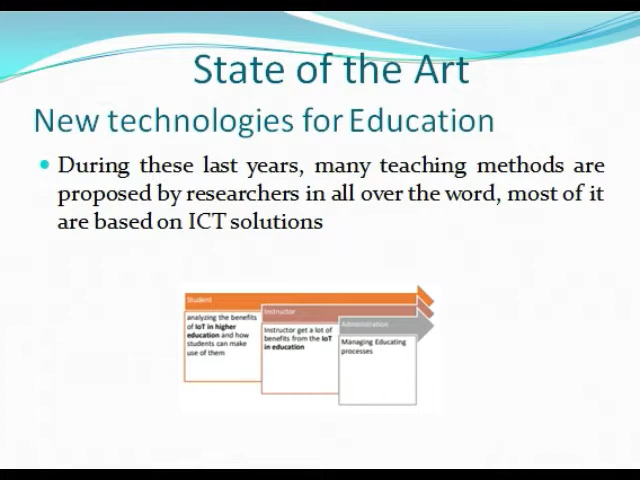 State of the Art
New technologies for Education
During these last years, many teaching methods are
proposed by researchers in all over the word, most of it
are based on ICT solutions
Student
analyzing the benefits
of IoT in higher
education and how
students can make
use of them
Instructor
Instructor get a lot of
benefits from the IoT
in education
Administration
Managing Educating
processes